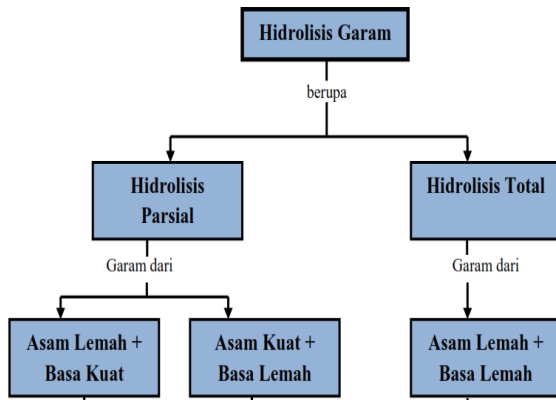 Hidrolisis Garam
berupa
Hidrolisis
Parsial
Hidrolisis Total
Garam dari
Garam dari
Asam Lemah +
Basa Kuat
Asam Kuat +
Basa Lemah
Asam Lemah +
Basa Lemah